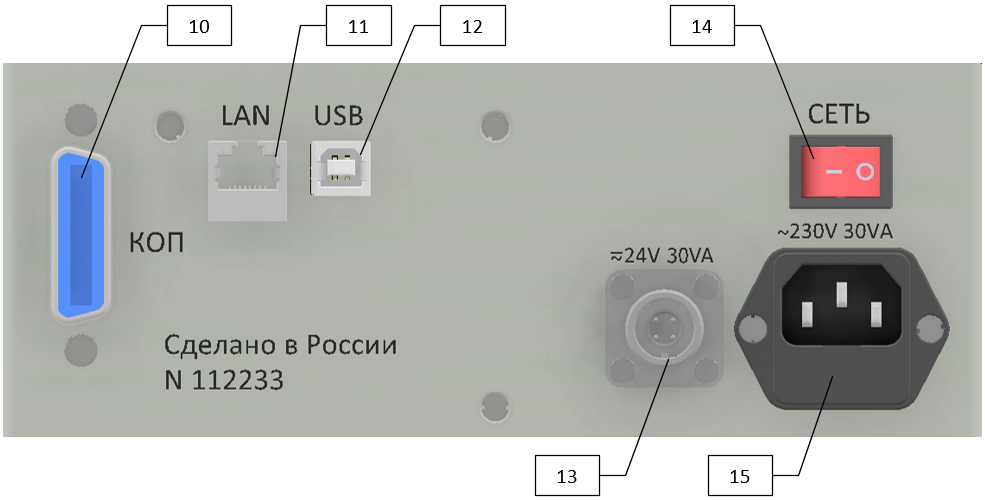 10
11
12
14
LAN
USB
СЕТЬ
КОП
~230V 30VA
≂24V 30VA
Сделано в России
N 112233
13
15